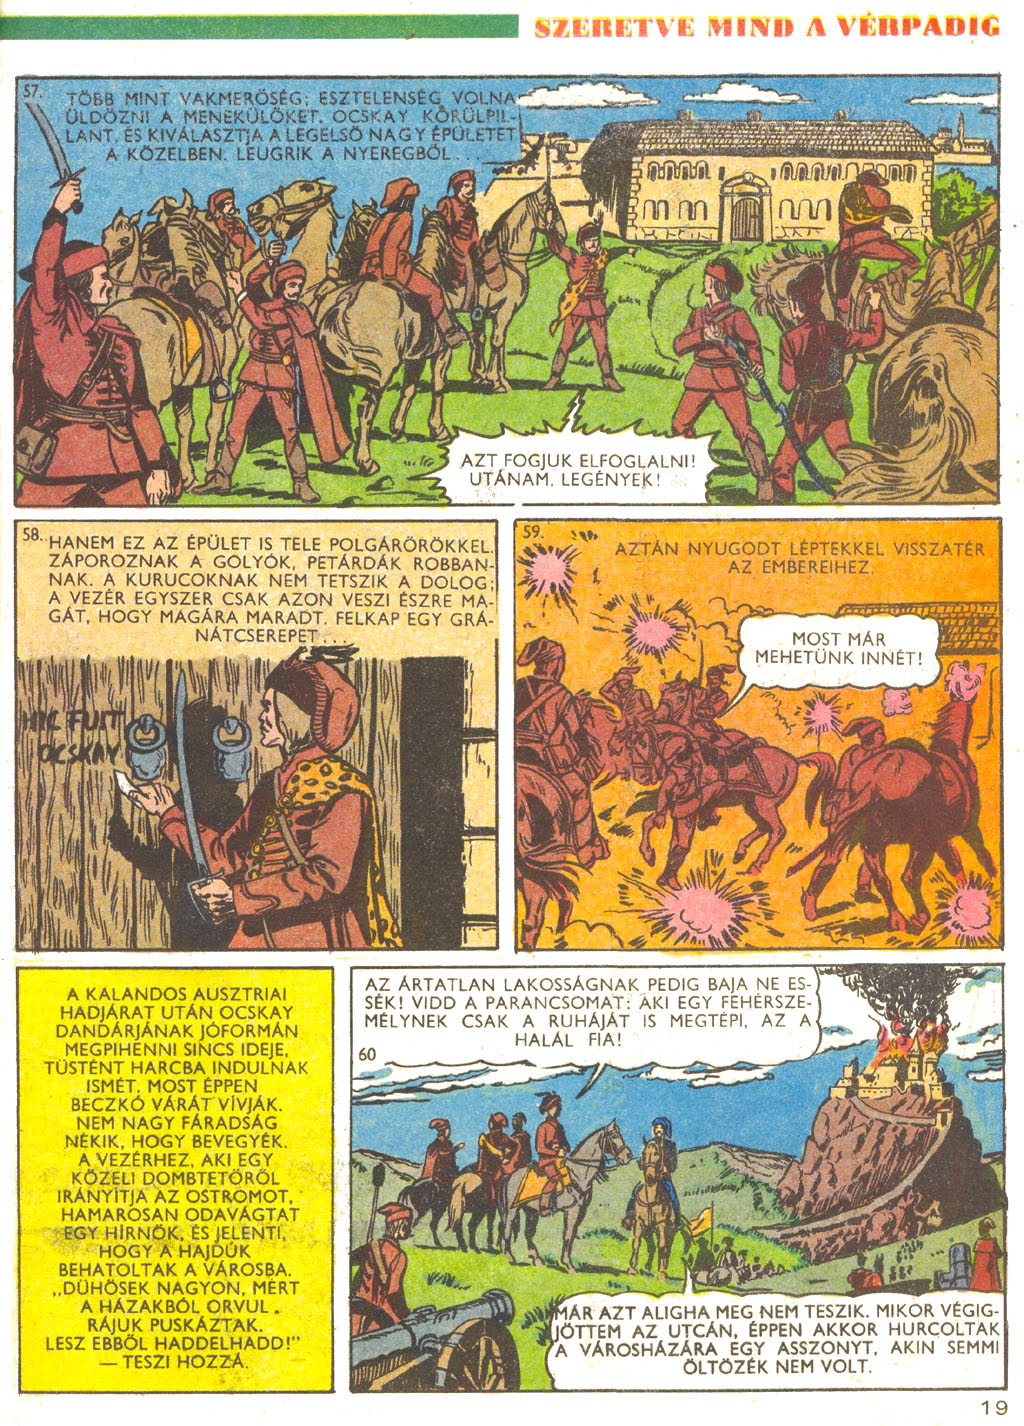 SZERETVE MIND A VÉRPADIG
57.
TÖBB MINT VAKMERŐSÉG; ESZTELENSÉG VOLNA
ÜLDÖZNI A MENEKÜLŐKET. OCSKAY KÖRÜLPIL-
LANT, ÉS KIVÁLASZTJA A LEGELSŐ NAGY ÉPÜLETET
A KÖZELBEN. LEUGRIK A NYEREGBŐL...
AZT FOGJUK ELFOGLALNI!
UTÁNAM, LEGÉNYEK!
58.
HANEM EZ AZ ÉPÜLET IS TELE POLGÁRŐRÖKKEL.
ZÁPOROZNAK A GOLYÓK, PETÁRDÁK ROBBAN-
NAK. A KURUCOKNAK NEM TETSZIK A DOLOG;
A VEZÉR EGYSZER CSAK AZON VESZI ÉSZRE MA-
GÁT, HOGY MAGÁRA MARADT. FELKAP EGY GRÁ-
NÁTCSEREPET...
HIC FUIT
OCSKAY
59.
AZTÁN NYUGODT LÉPTEKKEL VISSZATÉR
AZ EMBEREIHEZ.
MOST MÁR
MEHETÜNK INNÉT!
A KALANDOS AUSZTRIAI
HADJÁRAT UTÁN OCSKAY
DANDÁRJÁNAK JÓFORMÁN
MEGPIHENNI SINCS IDEJE,
TÜSTÉNT HARCBA INDULNAK
ISMÉT. MOST ÉPPEN
BECZKÓ VÁRÁT VÍVJÁK.
NEM NAGY FÁRADSÁG
NÉKIK, HOGY BEVEGYÉK.
A VEZÉRHEZ, AKI EGY
KÖZELI DOMBTETŐRŐL
IRÁNYÍTJA AZ OSTROMOT,
HAMAROSAN ODAVÁGTAT
EGY HÍRNÖK, ÉS JELENTI,
HOGY A HAJDÚK
BEHATOLTAK A VÁROSBA.
„DÜHÖSEK NAGYON, MERT
A HÁZAKBÓL ORVUL
RÁJUK PUSKÁZTAK.
LESZ EBBŐL HADDELHADD!"
— TESZI HOZZÁ.
AZ ÁRTATLAN LAKOSSÁGNAK PEDIG BAJA NE ES-
SÉK! VIDD A PARANCSOMAT: AKI EGY FEHÉRSZE-
MÉLYNEK CSAK A RUHÁJÁT IS MEGTÉPI, AZ A
HALÁL FIA!
60
MÁR AZT ALIGHA MEG NEM TESZIK. MIKOR VÉGIG-
JÖTTEM AZ UTCÁN, ÉPPEN AKKOR HURCOLTAK
A VÁROSHÁZÁRA EGY ASSZONYT, AKIN SEMMI
ÖLTÖZÉK NEM VOLT.
19